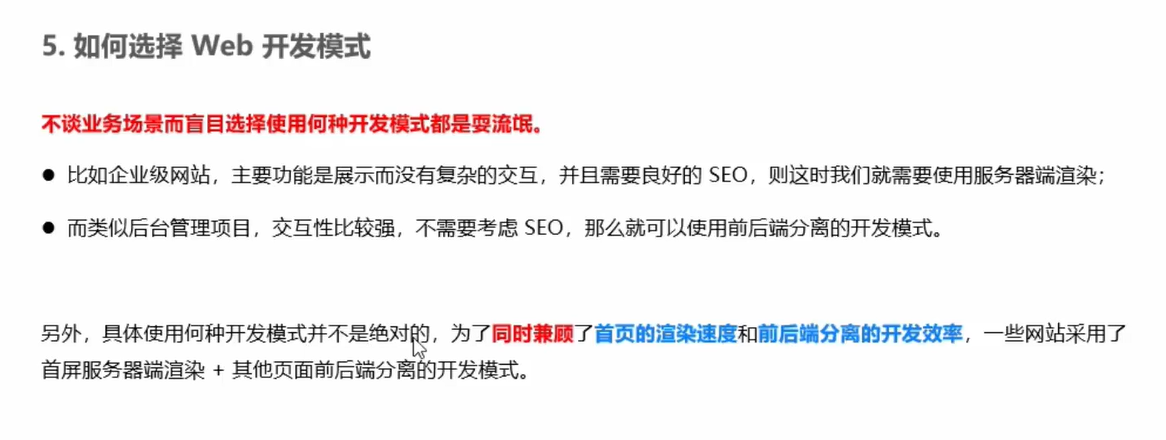 5. 如何选择 Web 开发模式
不谈业务场景而盲目选择使用何种开发模式都是耍流氓。
● 比如企业级网站，主要功能是展示而没有复杂的交互，并且需要良好的 SEO，则这时我们就需要使用服务器端渲染；
● 而类似后台管理项目，交互性比较强，不需要考虑 SEO，那么就可以使用前后端分离的开发模式。
另外，具体使用何种开发模式并不是绝对的，为了同时兼顾了首页的渲染速度和前后端分离的开发效率，一些网站采用了
首屏服务器端渲染 + 其他页面前后端分离的开发模式。